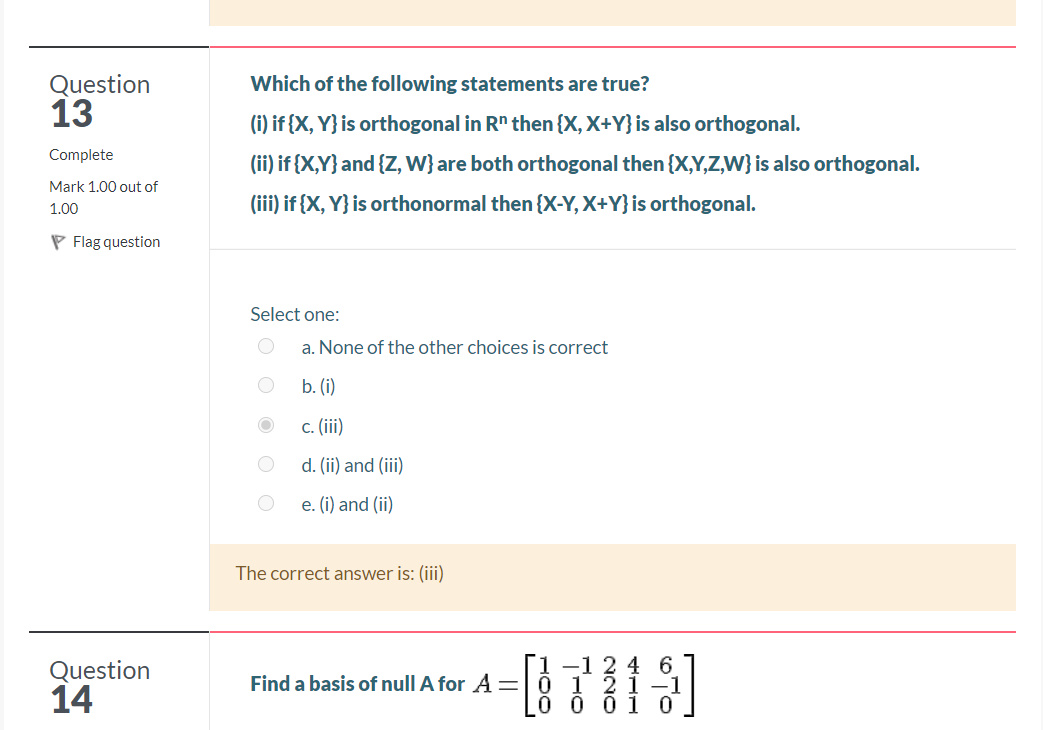 Question
13
Complete
Mark 1.00 out of
1.00
Flag question
Which of the following statements are true?
(i) if {X, Y} is orthogonal in Rⁿ then {X, X+Y} is also orthogonal.
(ii) if {X,Y} and {Z, W} are both orthogonal then {X,Y,Z,W} is also orthogonal.
(iii) if {X, Y} is orthonormal then {X-Y, X+Y} is orthogonal.
Select one:
a. None of the other choices is correct
b. (i)
c. (iii)
d. (ii) and (iii)
e. (i) and (ii)
The correct answer is: (iii)
Question
14
Find a basis of null A for A =
1 −1 2 4 6
0 1 2 1 −1
0 0 0 1 0